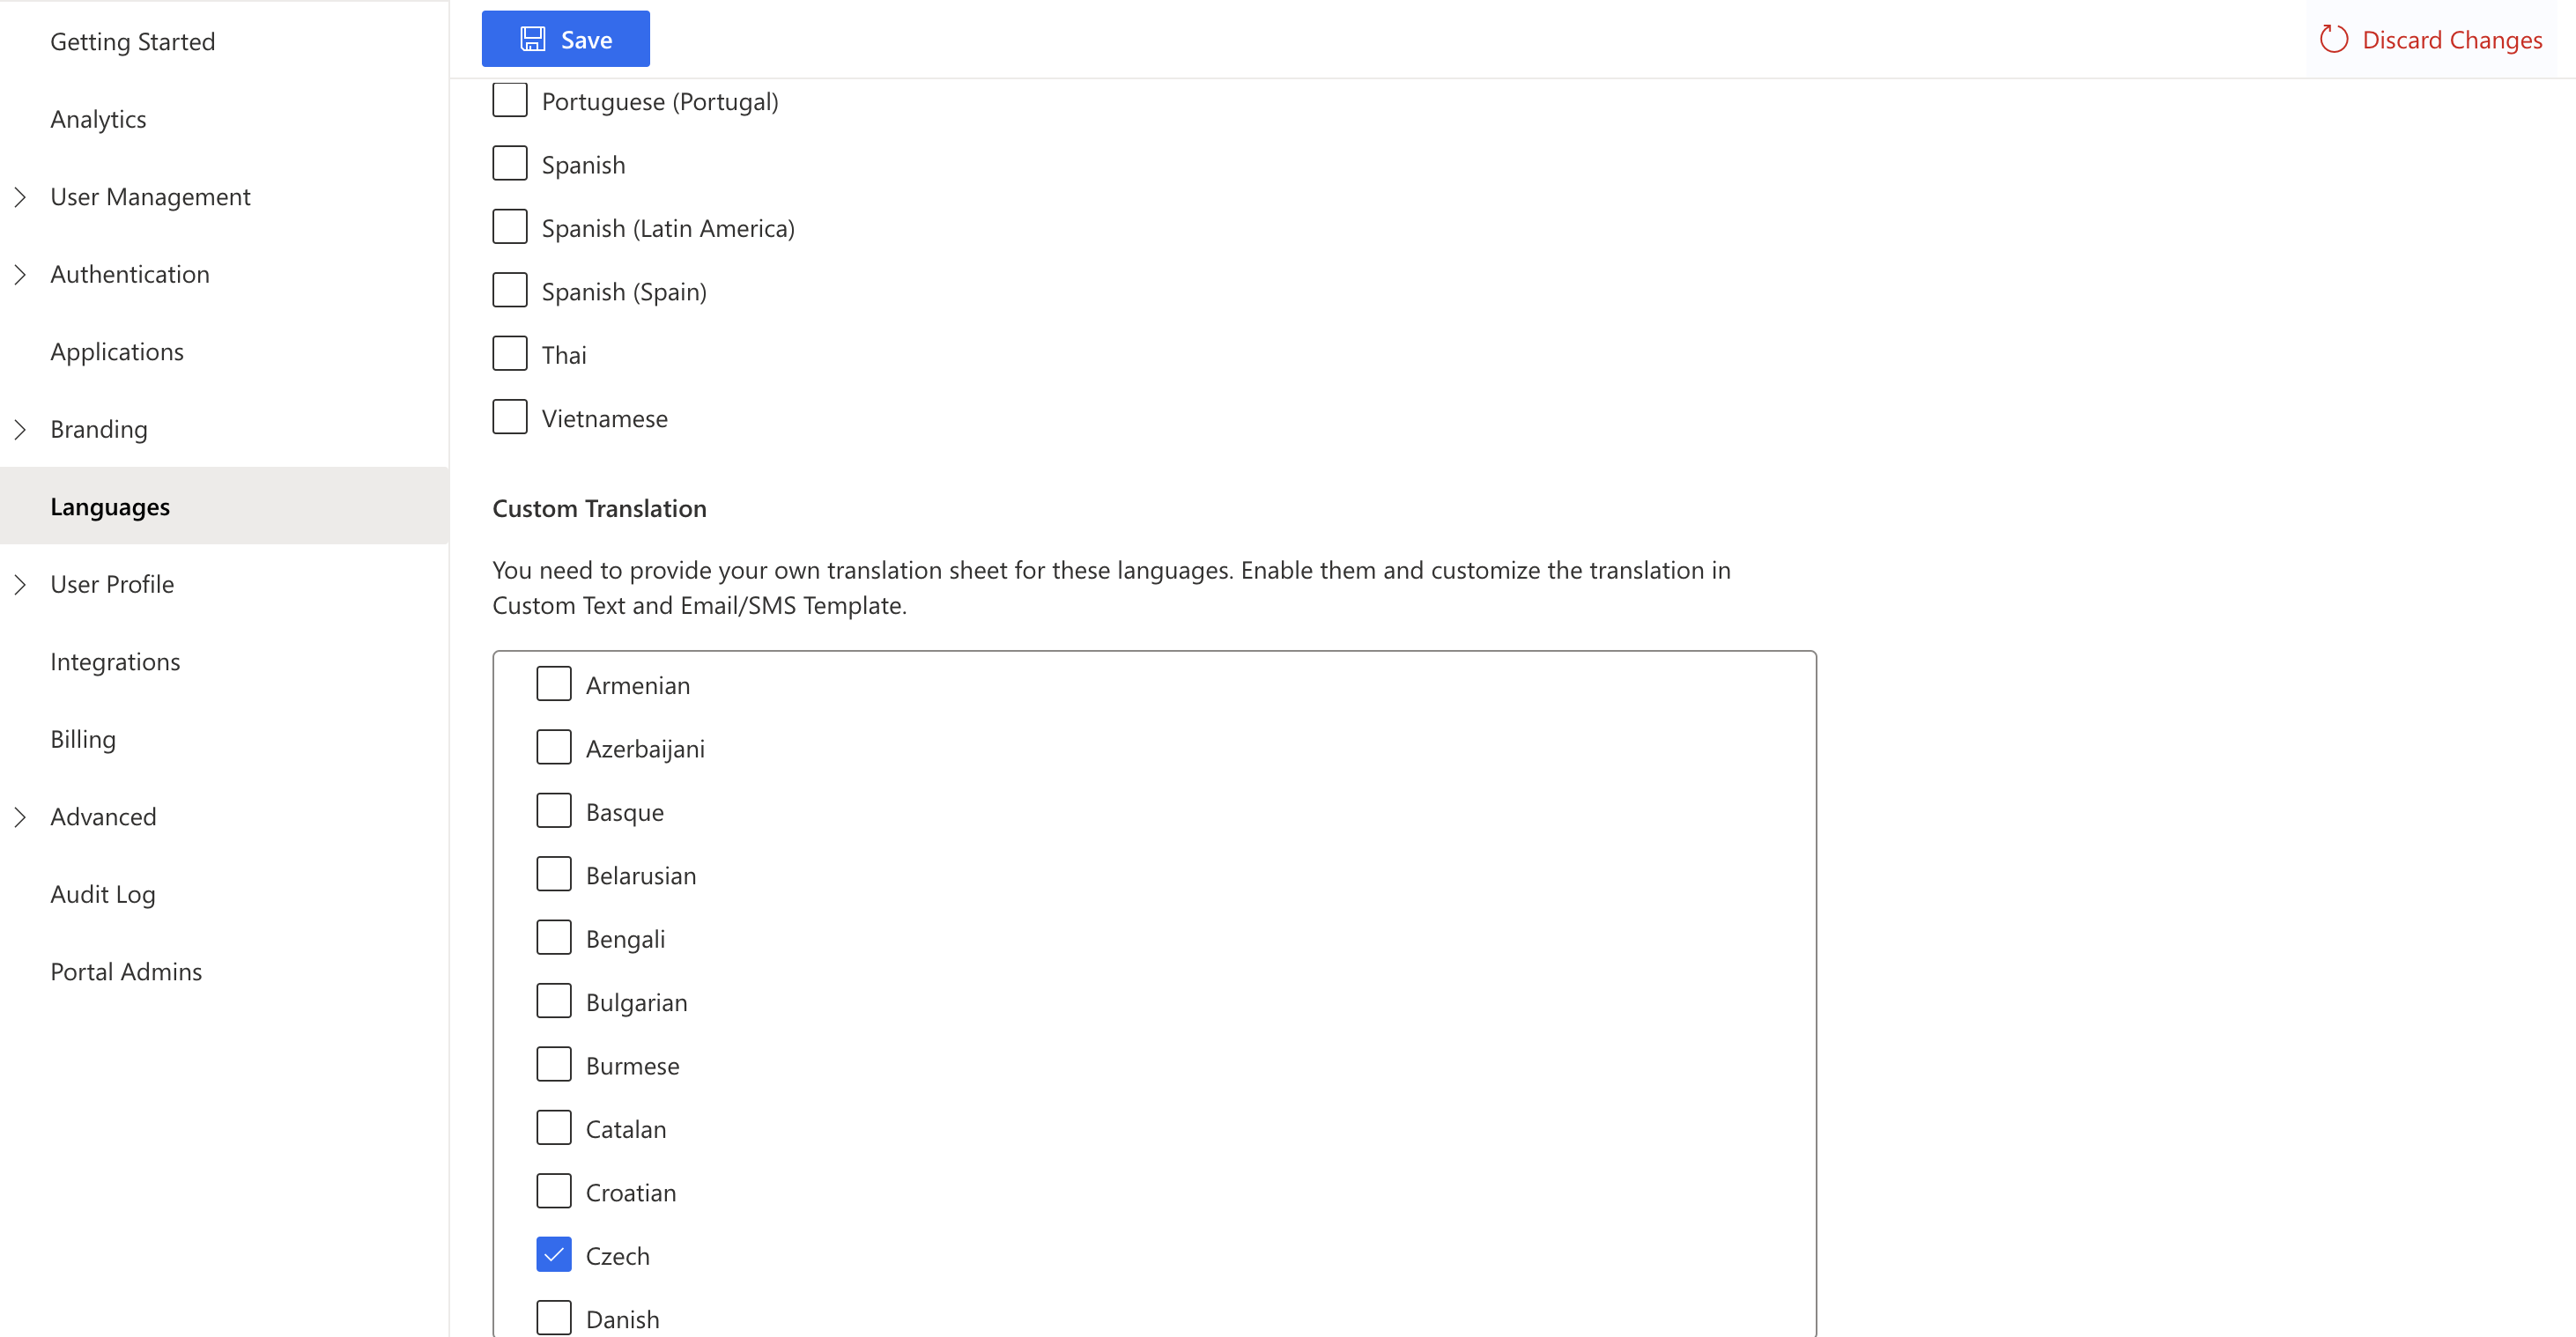 Getting Started
Analytics
User Management
Authentication
Applications
Branding
Languages
User Profile
Integrations
Billing
Advanced
Audit Log
Portal Admins
Save
Discard Changes
Portuguese (Portugal)
Spanish
Spanish (Latin America)
Spanish (Spain)
Thai
Vietnamese
Custom Translation
You need to provide your own translation sheet for these languages. Enable them and customize the translation in
Custom Text and Email/SMS Template.
Armenian
Azerbaijani
Basque
Belarusian
Bengali
Bulgarian
Burmese
Catalan
Croatian
Czech
Danish